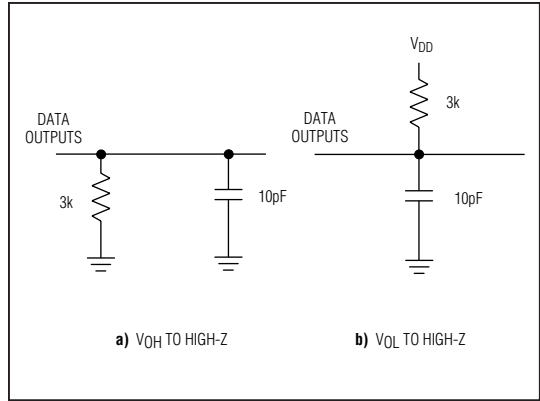 DATA
OUTPUTS
3k
10pF
a) VOH TO HIGH-Z
VDD
3k
DATA
OUTPUTS
10pF
b) VOL TO HIGH-Z